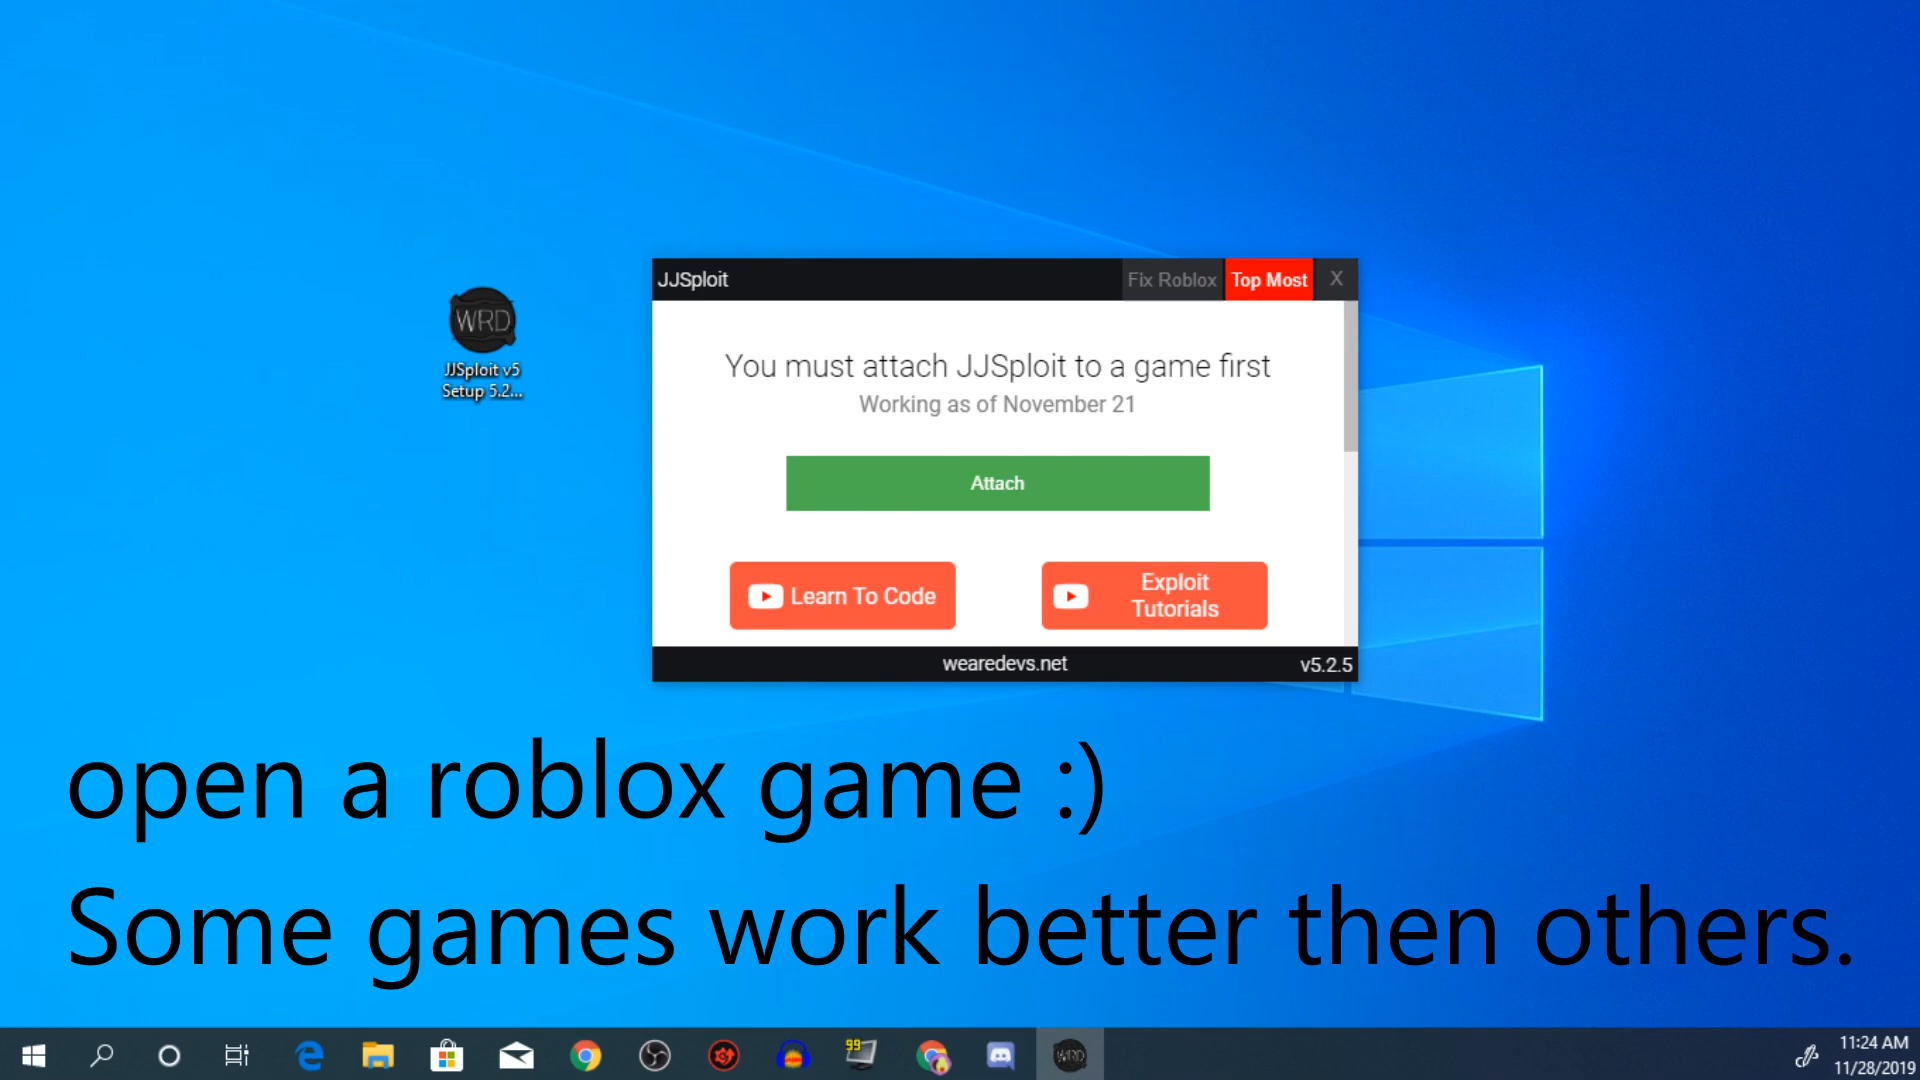 JJSploit
Fix Roblox
Top Most
X
WRD
JJSploit v5
Setup 5.2...
You must attach JJSploit to a game first
Working as of November 21
Attach
Learn To Code
Exploit
Tutorials
wearedevs.net
v5.2.5
open a roblox game :)
Some games work better then others.
99
WRD
11:24 AM
11/28/2019